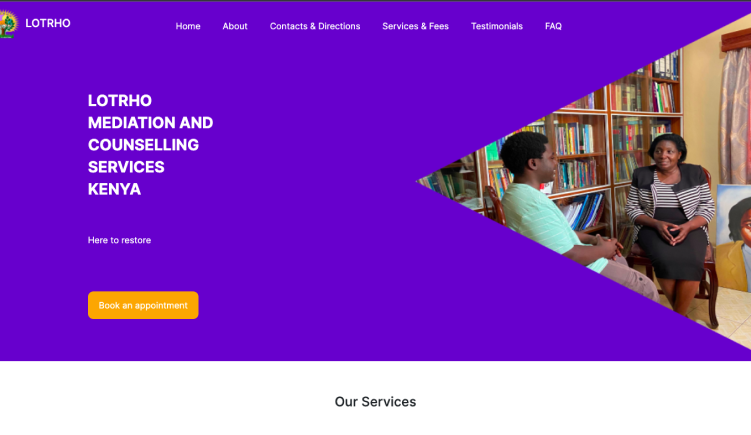 LOTRHO
Home About Contacts & Directions Services & Fees Testimonials FAQ
LOTRHO
MEDIATION AND
COUNSELLING
SERVICES
KENYA
Here to restore
Book an appointment
Our Services